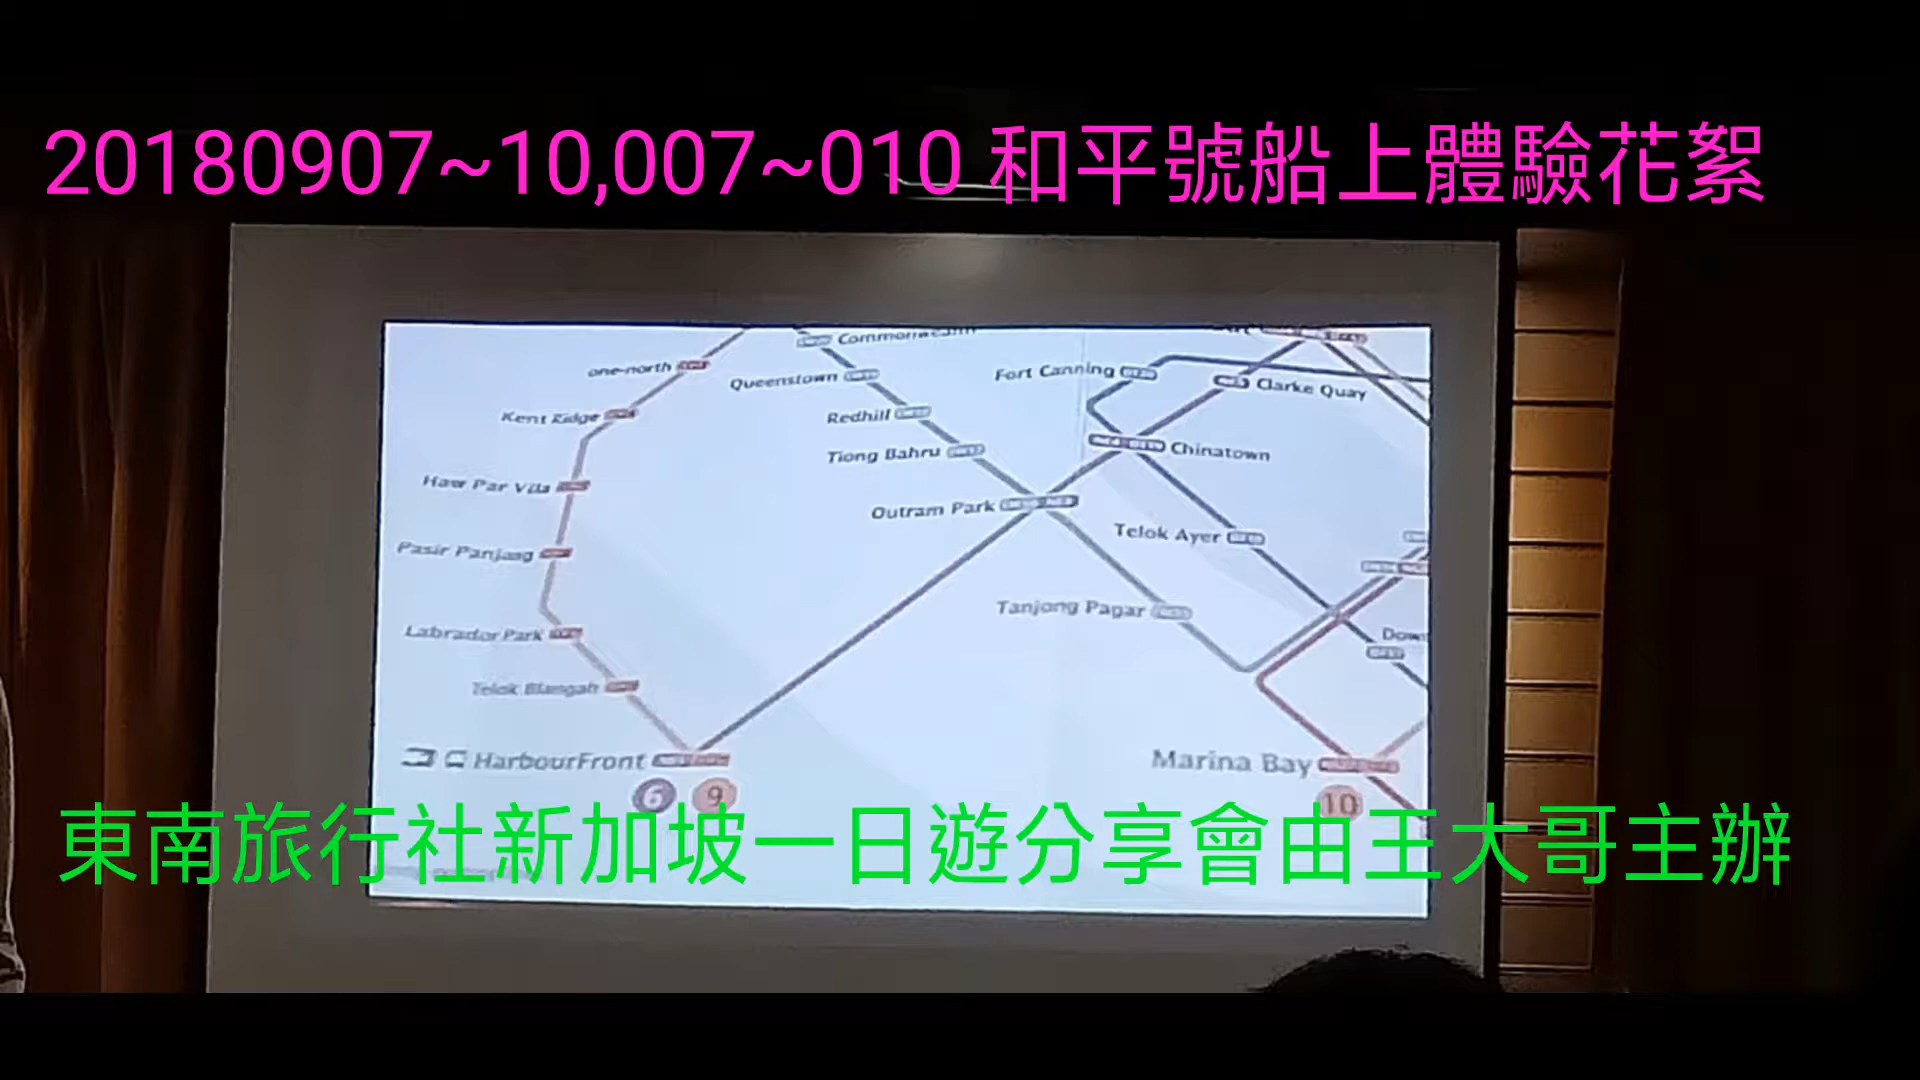 20180907~10,007~010 和平號船上體驗花絮
Commonwealth
one-north
Queenstown
Fort Canning
Clarke Quay
Kent Ridge
Redhill
Tiong Bahru
Chinatown
Haw Par Villa
Outram Park
Telok Ayer
Pasir Panjang
Tanjong Pagar
Labrador Park
Down
Telok Blangah
HarbourFront
Marina Bay
6 9
10
東南旅行社新加坡一日遊分享會由王大哥主辦